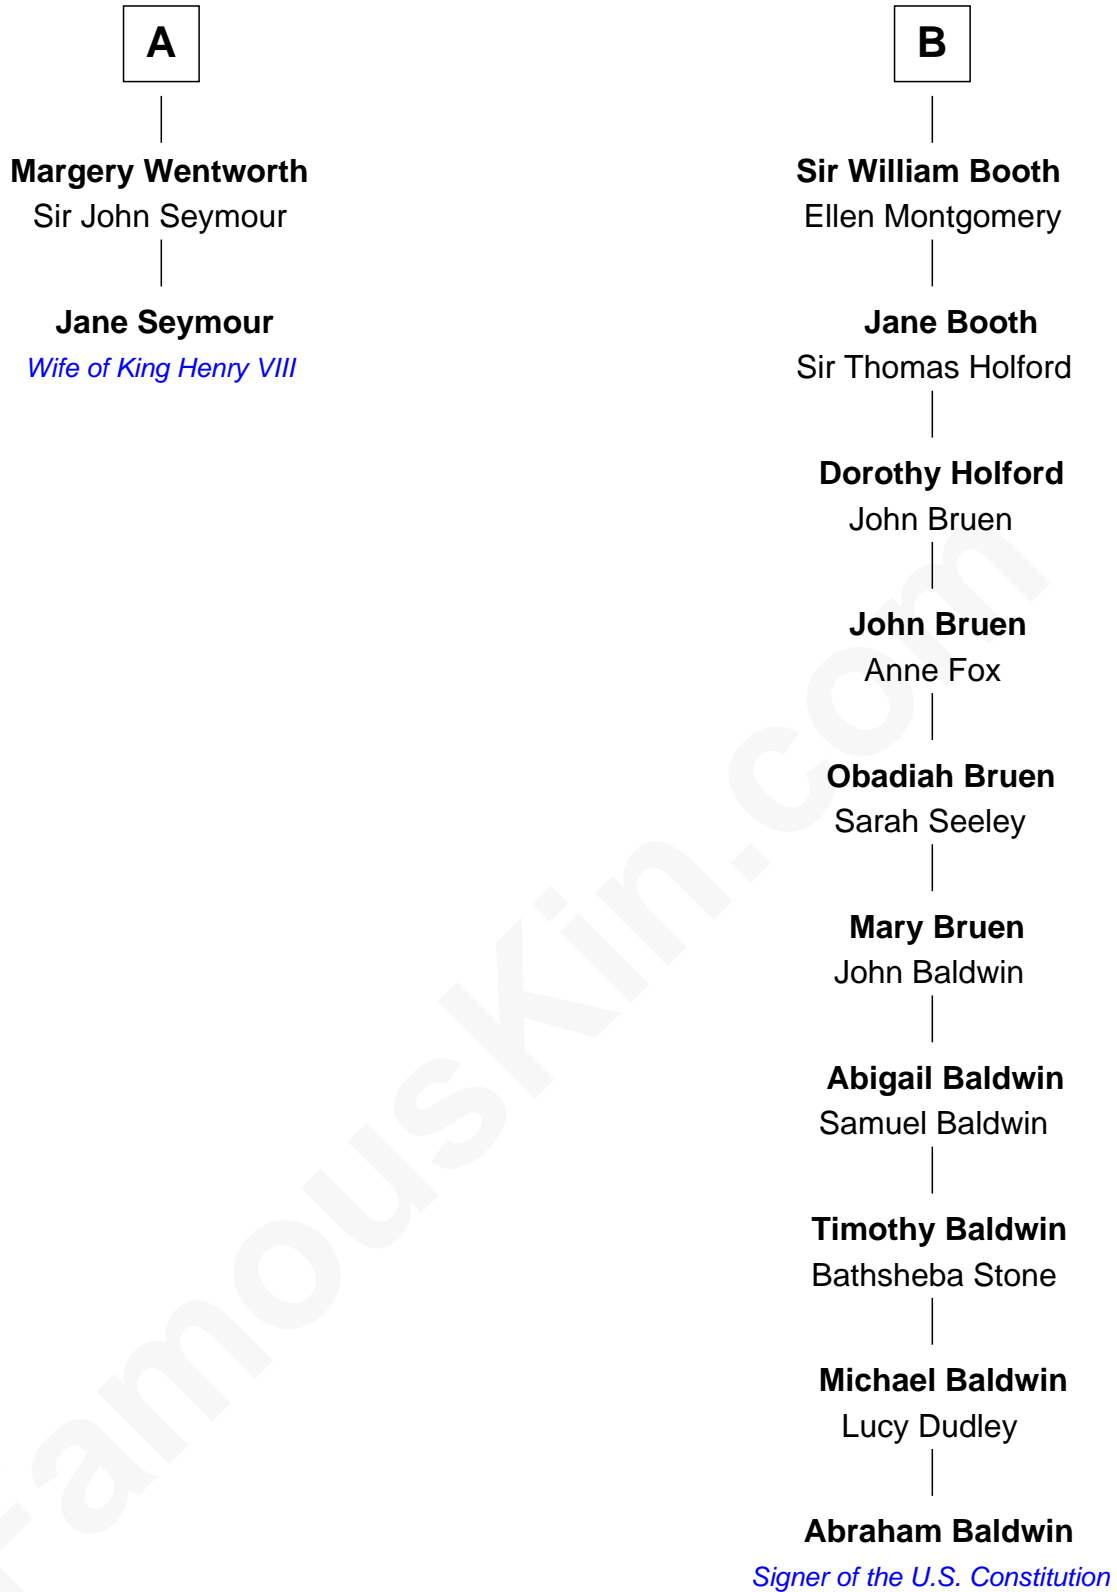 A
Margery Wentworth
Sir John Seymour
Jane Seymour
Wife of King Henry VIII
B
Sir William Booth
Ellen Montgomery
Jane Booth
Sir Thomas Holford
Dorothy Holford
John Bruen
John Bruen
Anne Fox
Obadiah Bruen
Sarah Seeley
Mary Bruen
John Baldwin
Abigail Baldwin
Samuel Baldwin
Timothy Baldwin
Bathsheba Stone
Michael Baldwin
Lucy Dudley
Abraham Baldwin
Signer of the U.S. Constitution
FamousKin.com